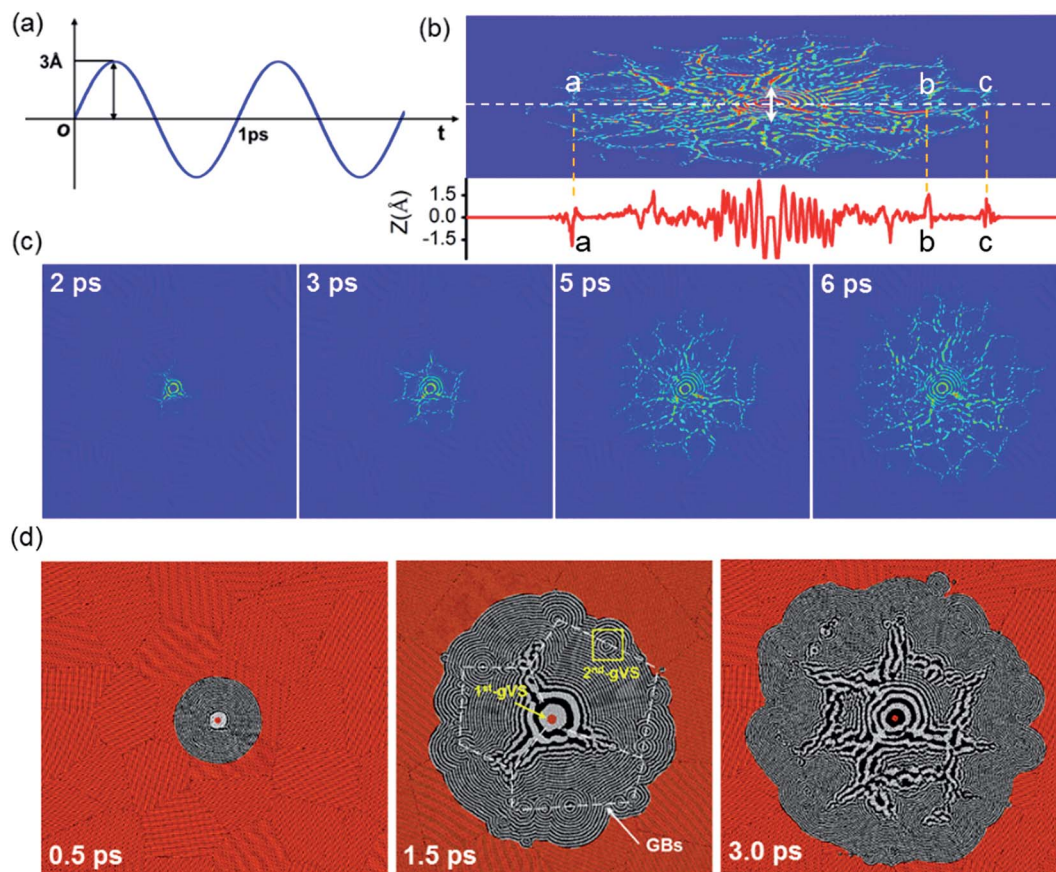 (a)
3Å
o
1ps
t
(b)
a
b
c
Z(Å)
1.5
0.0
-1.5
a
b
c
(c)
2 ps
3 ps
5 ps
6 ps
(d)
0.5 ps
1st-gVS
2nd-gVS
GBs
1.5 ps
3.0 ps